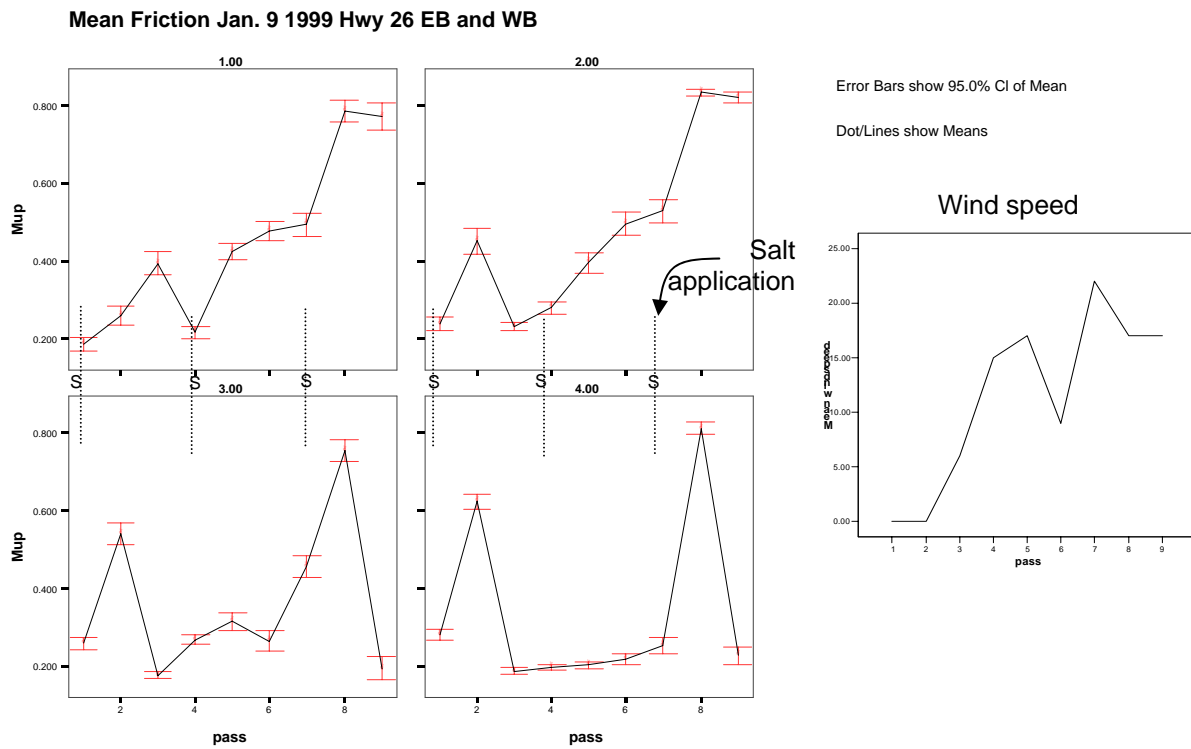 Mean Friction Jan. 9 1999 Hwy 26 EB and WB
1.00
2.00
Mup
0.800
0.600
0.400
0.200
S
S
S
S
S
S
Salt
application
3.00
4.00
Mup
0.800
0.600
0.400
0.200
2
4
6
8
2
4
6
8
pass
pass
Error Bars show 95.0% Cl of Mean
Dot/Lines show Means
Wind speed
Mean windspeed
25.00
20.00
15.00
10.00
5.00
0.00
1
2
3
4
5
6
7
8
9
pass